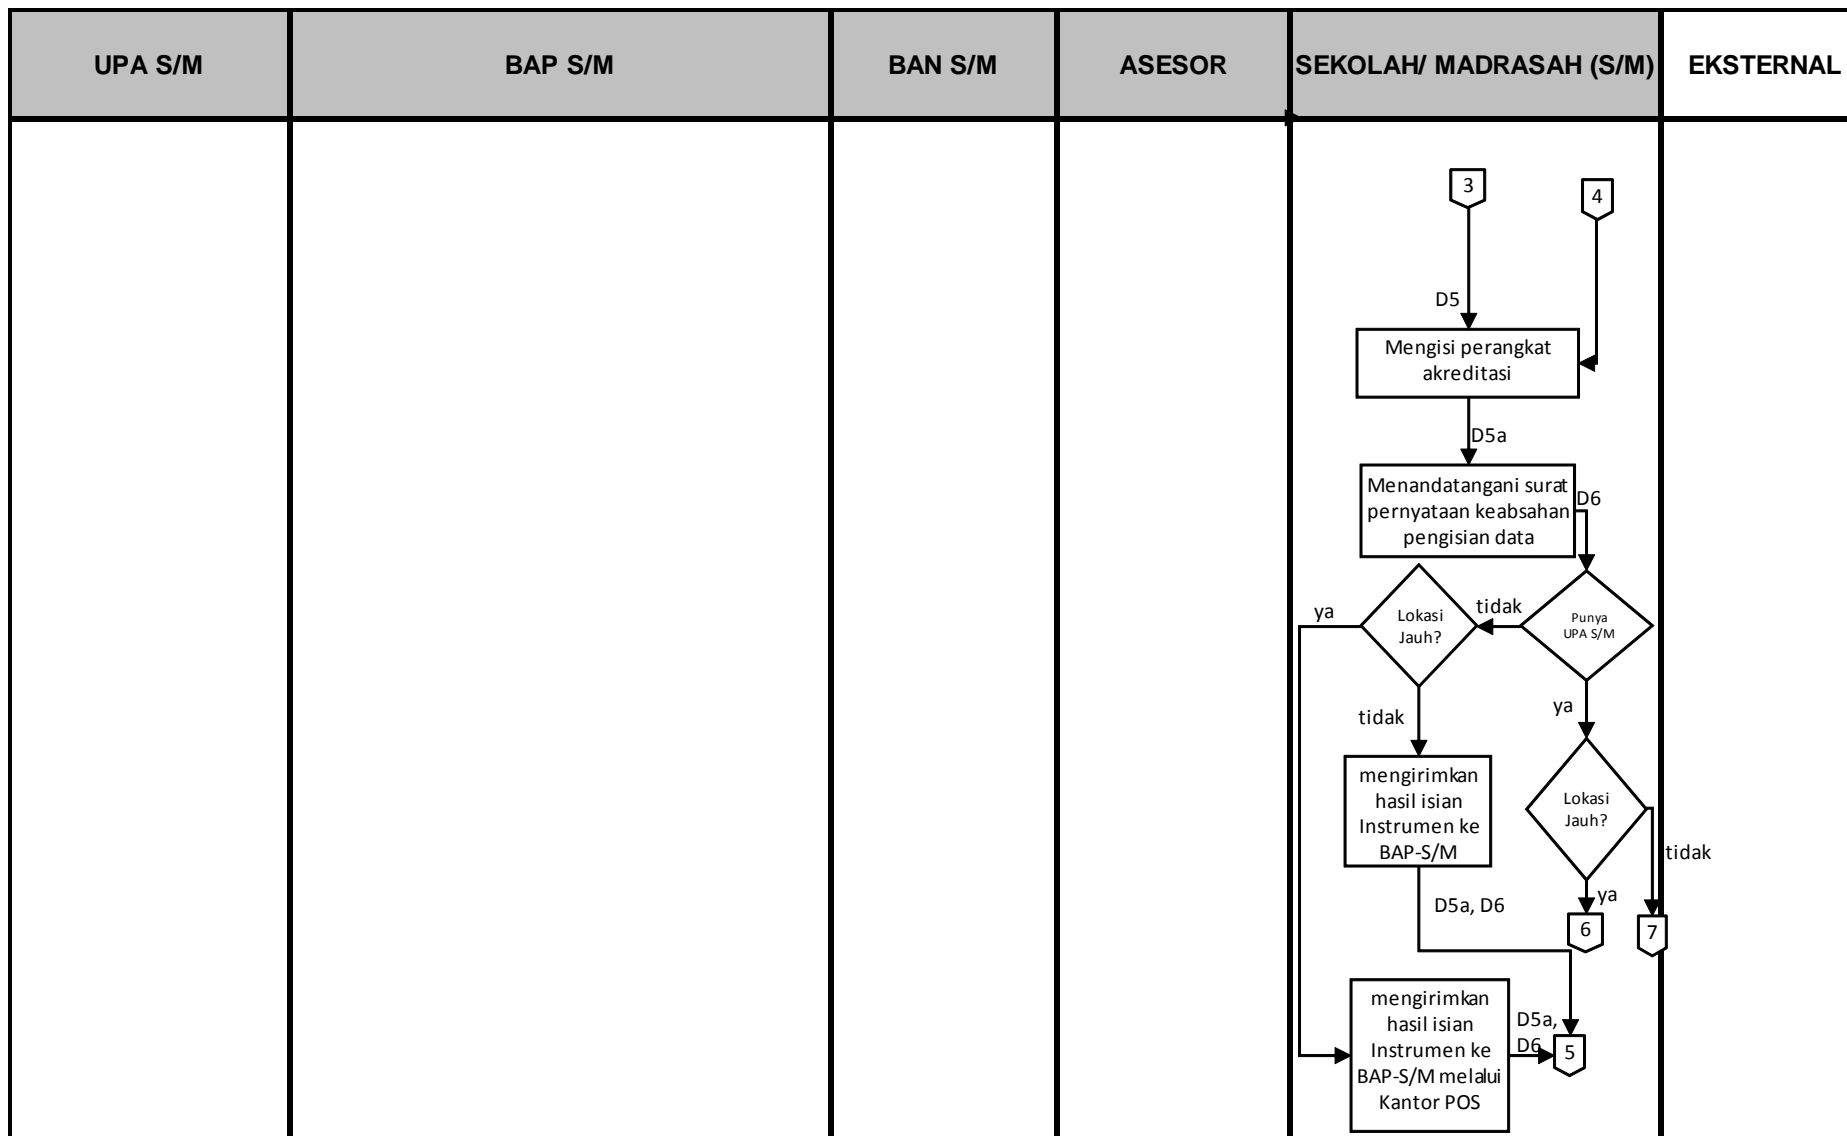 UPA S/M
BAP S/M
BAN S/M
ASESOR
SEKOLAH/ MADRASAH (S/M)
EKSTERNAL
3
4
D5
Mengisi perangkat
akreditasi
D5a
Menandatangani surat
pernyataan keabsahan
pengisian data
D6
ya
Lokasi
Jauh?
tidak
Punya
UPA S/M
tidak
ya
mengirimkan
hasil isian
Instrumen ke
BAP-S/M
Lokasi
Jauh?
tidak
ya
D5a, D6
6
7
mengirimkan
hasil isian
Instrumen ke
BAP-S/M melalui
Kantor POS
D5a,
D6
5